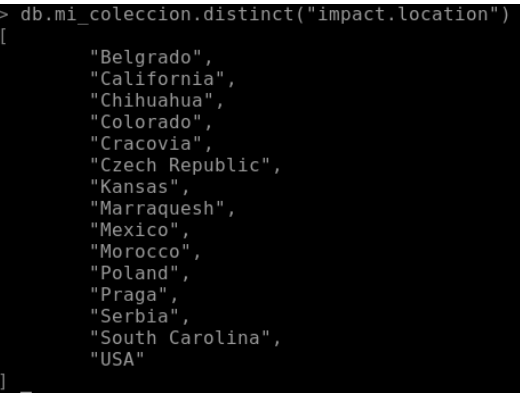 > db.mi_coleccion.distinct("impact.location")
[
"Belgrado",
"California",
"Chihuahua",
"Colorado",
"Cracovia",
"Czech Republic",
"Kansas",
"Marraquesh",
"Mexico",
"Morocco",
"Poland",
"Praga",
"Serbia",
"South Carolina",
"USA"
]